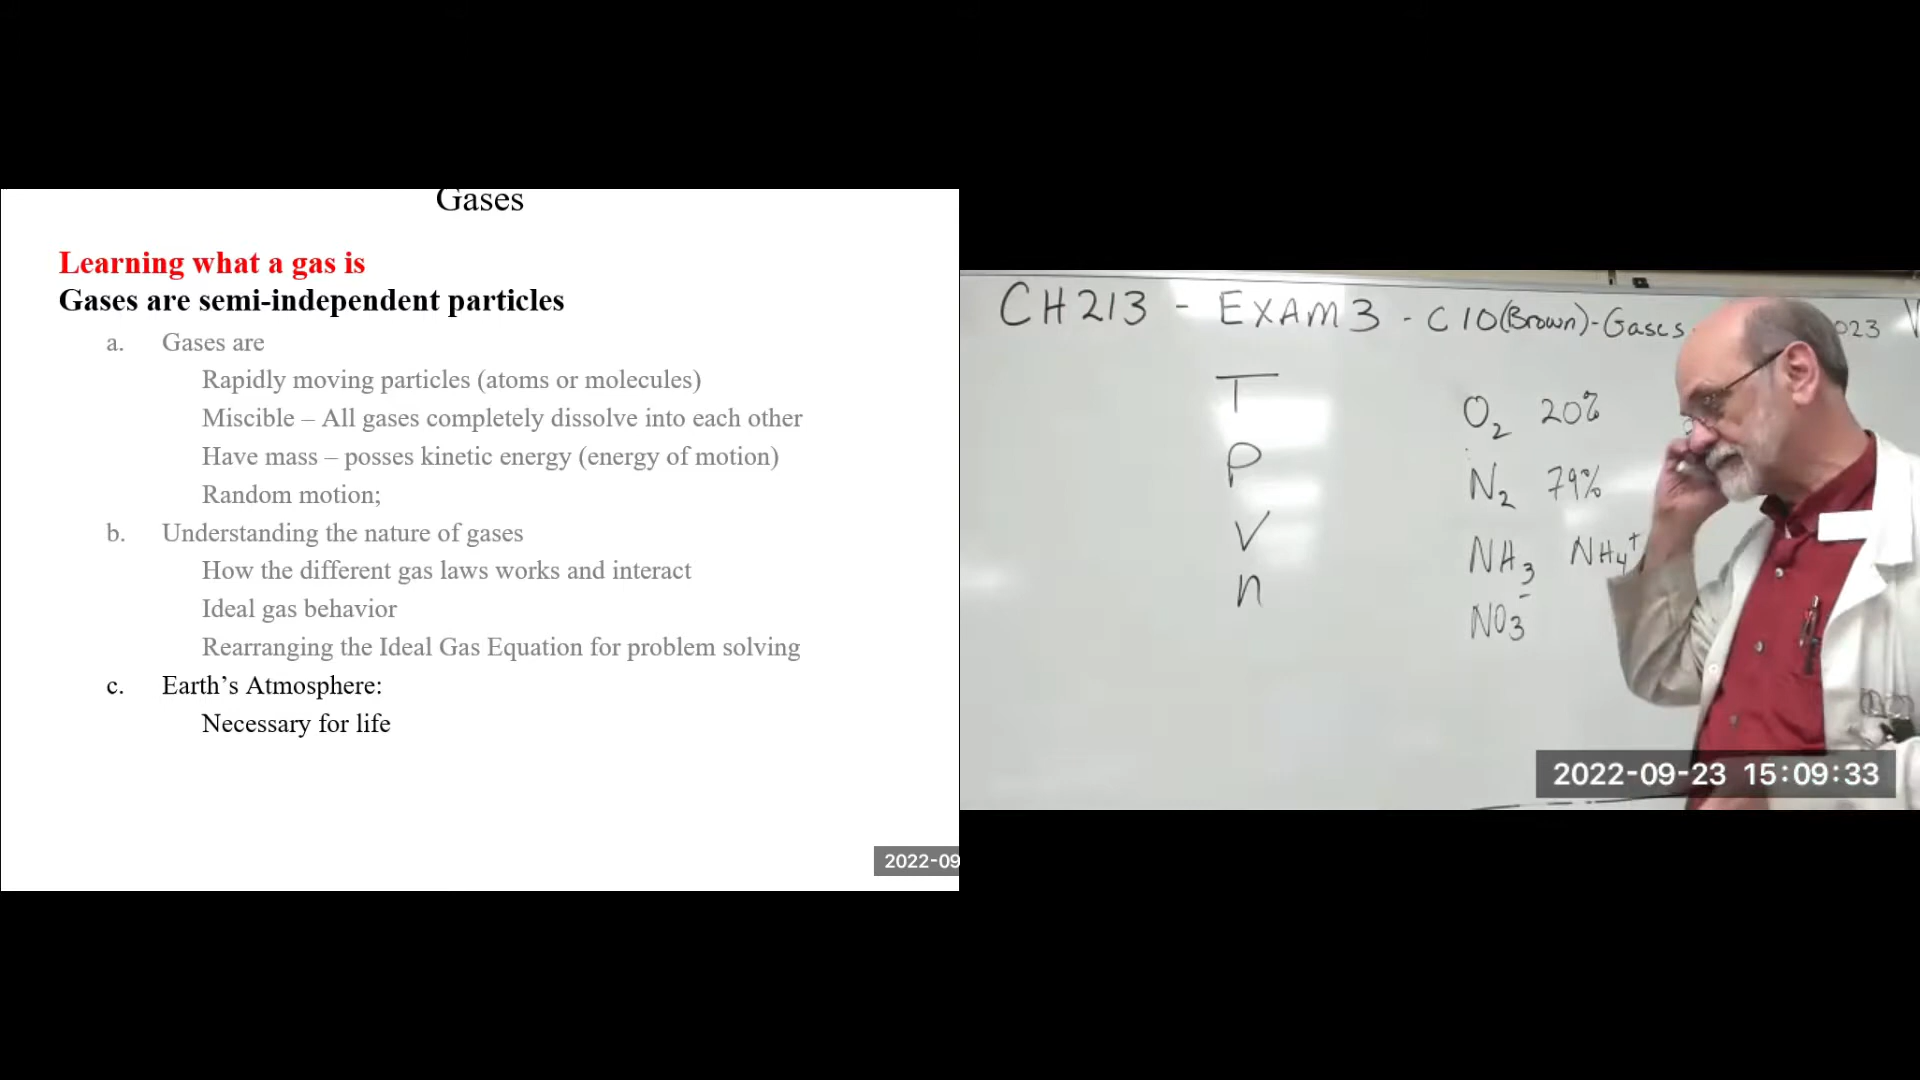 Gases
Learning what a gas is
Gases are semi-independent particles
a. Gases are
Rapidly moving particles (atoms or molecules)
Miscible – All gases completely dissolve into each other
Have mass – posses kinetic energy (energy of motion)
Random motion;
b. Understanding the nature of gases
How the different gas laws works and interact
Ideal gas behavior
Rearranging the Ideal Gas Equation for problem solving
c. Earth’s Atmosphere:
Necessary for life
2022-09
CH213 - EXAM 3 - C10(Brown)-Gases 023
T
P
V
n
O2 20%
N2 79%
NH3 NH4+
NO3-
2022-09-23 15:09:33